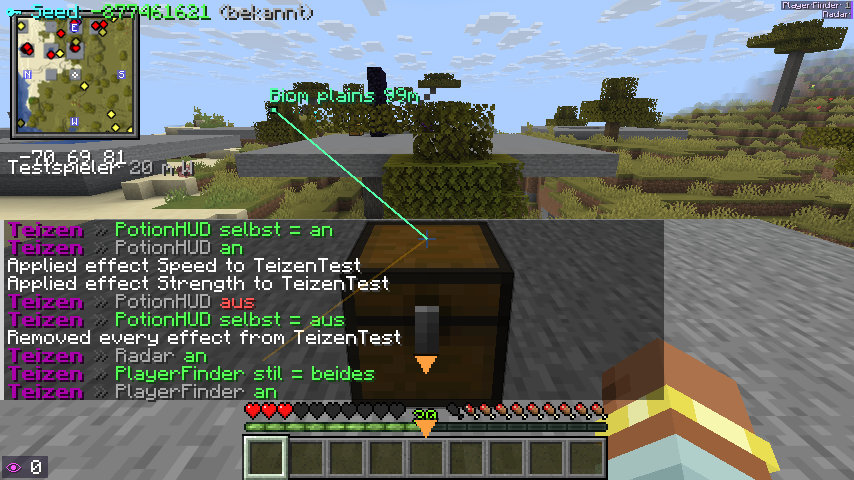 Seed -877461621 (bekannt)
PlayerFinder 1
Radar
E
N
S
W
Biom plains 99m
-70 69 81
Testspieler 20 m W
Teizen » PotionHUD selbst = an
Teizen » PotionHUD an
Applied effect Speed to TeizenTest
Applied effect Strength to TeizenTest
Teizen » PotionHUD aus
Teizen » PotionHUD selbst = aus
Removed every effect from TeizenTest
Teizen » Radar an
Teizen » PlayerFinder stil = beides
Teizen » PlayerFinder an
20
0